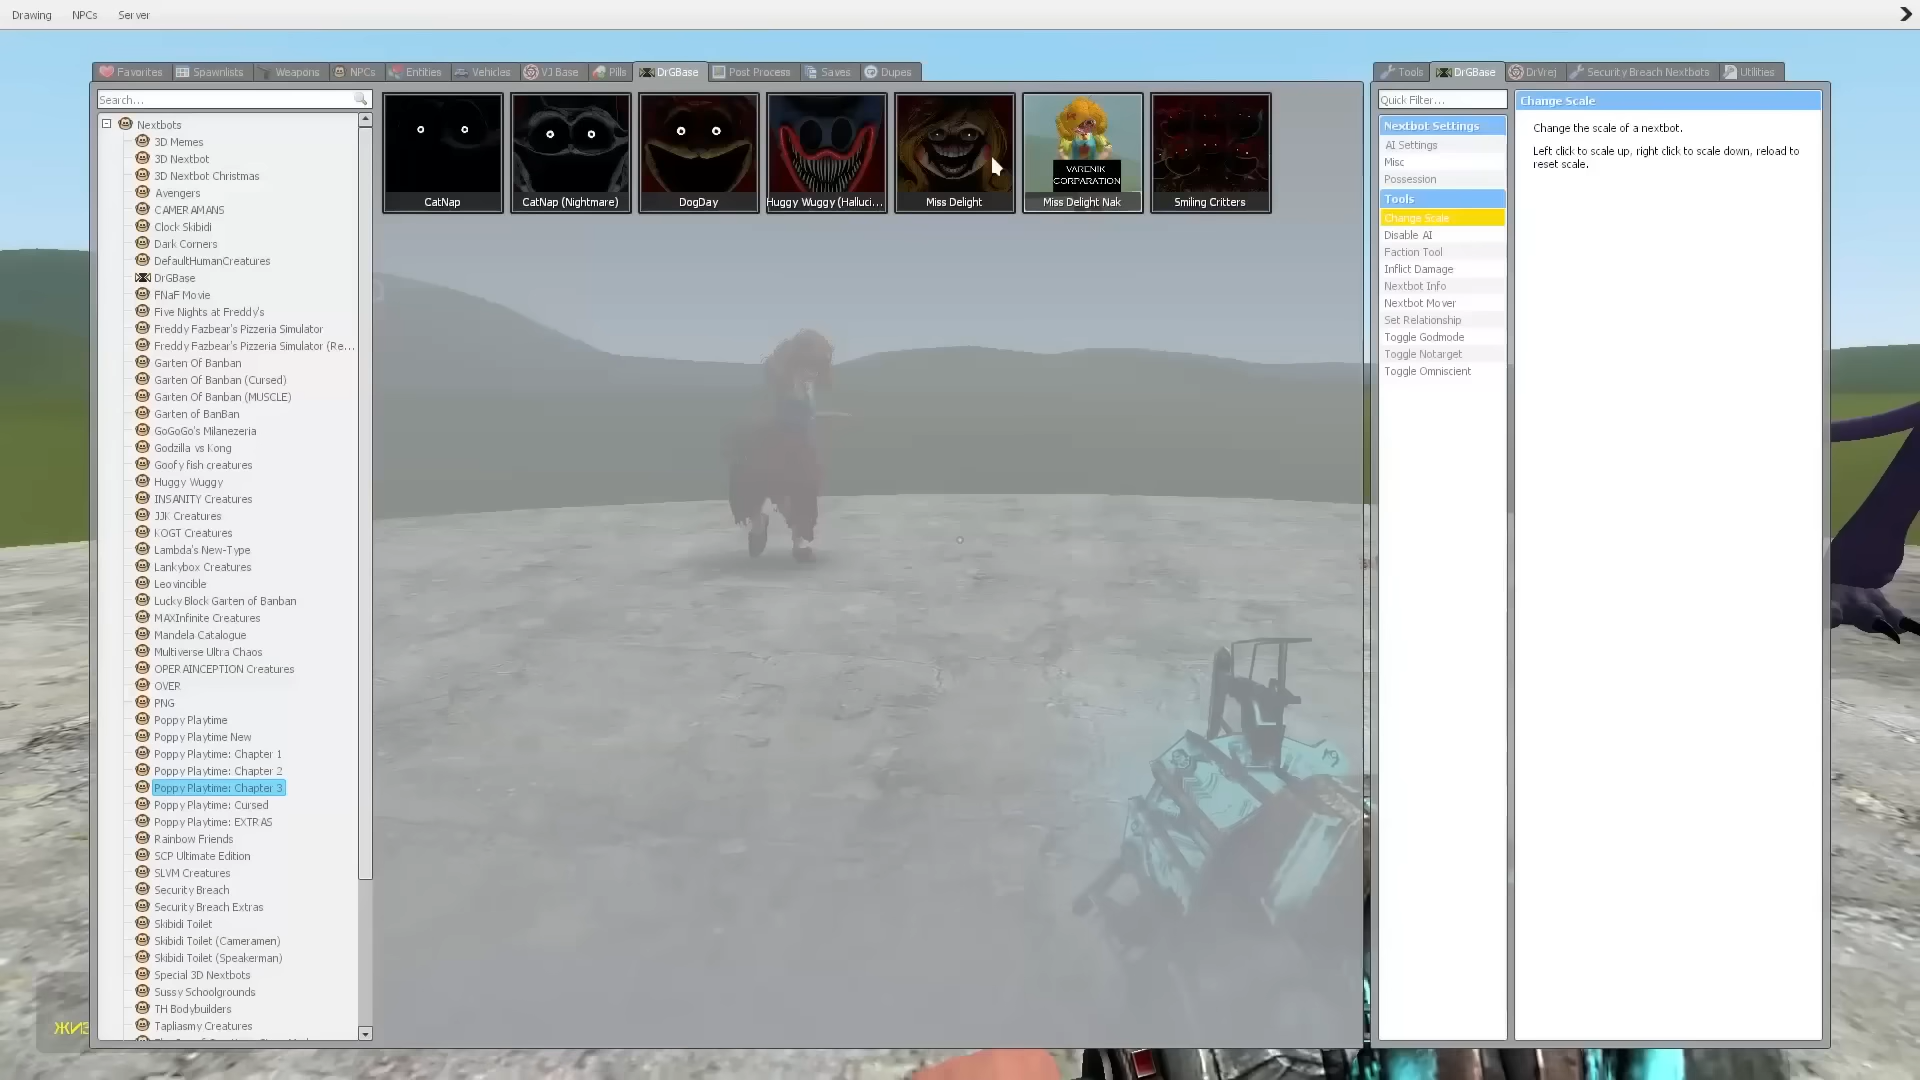 Drawing NPCs Server
Favorites Spawnlists Weapons NPCs Entities Vehicles VJ Base Pills DrGBase Post Process Saves Dupes
Tools DrGBase DrVrej Security Breach Nextbots Utilities
Search...
Nextbots
3D Memes
3D Nextbot
3D Nextbot Christmas
Avengers
CAMERAMANS
Clock Skibidi
Dark Corners
DefaultHumanCreatures
DrGBase
FNaF Movie
Five Nights at Freddy's
Freddy Fazbear's Pizzeria Simulator
Freddy Fazbear's Pizzeria Simulator (Re...
Garten Of Banban
Garten Of Banban (Cursed)
Garten Of Banban (MUSCLE)
Garten of BanBan
GoGoGo's Milanezeria
Godzilla vs Kong
Goofy fish creatures
Huggy Wuggy
INSANITY Creatures
JJK Creatures
KOGT Creatures
Lambda's New-Type
Lankybox Creatures
Leovincible
Lucky Block Garten of Banban
MAXInfinite Creatures
Mandela Catalogue
Multiverse Ultra Chaos
OPERAINCEPTION Creatures
OVER
PNG
Poppy Playtime
Poppy Playtime New
Poppy Playtime: Chapter 1
Poppy Playtime: Chapter 2
Poppy Playtime: Chapter 3
Poppy Playtime: Cursed
Poppy Playtime: EXTRAS
Rainbow Friends
SCP Ultimate Edition
SLVM Creatures
Security Breach
Security Breach Extras
Skibidi Toilet
Skibidi Toilet (Cameramen)
Skibidi Toilet (Speakerman)
Special 3D Nextbots
Sussy Schoolgrounds
TH Bodybuilders
Tapliasmy Creatures
VARENIK
CORPARATION
CatNap
CatNap (Nightmare)
DogDay
Huggy Wuggy (Halluci...
Miss Delight
Miss Delight Nak
Smiling Critters
Quick Filter...
Nextbot Settings
AI Settings
Misc
Possession
Tools
Change Scale
Disable AI
Faction Tool
Inflict Damage
Nextbot Info
Nextbot Mover
Set Relationship
Toggle Godmode
Toggle Notarget
Toggle Omniscient
Change Scale
Change the scale of a nextbot.
Left click to scale up, right click to scale down, reload to
reset scale.